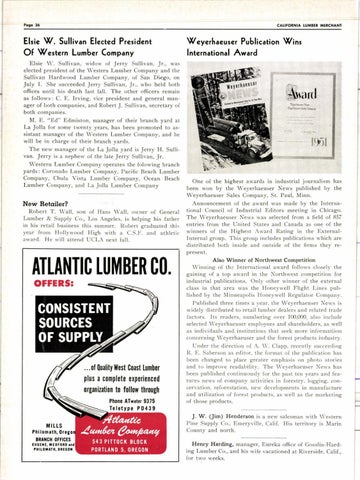 Page 36
CALIFORNIA LUMBER MERCHANT
Elsie W. Sullivan Elected President
Of Western Lumber Company
Elsie W. Sullivan, widow of Jerry Sullivan, Jr., was
elected president of the Western Lumber Company and the
Sullivan Hardwood Lumber Company, of San Diego, on
July 1. She succeeded Jerry Sullivan, Jr., who held both
offices until his death last fall. The other officers remain
as follows: C. E. Irving, vice president and general man-
ager of both companies, and Robert J. Sullivan, secretary of
both companies.
M. E. "Ed" Edmiston, manager of their branch yard at
La Jolla for some twenty years, has been promoted to as-
sistant manager of the Western Lumber Company, and he
will be in charge of their branch yards.
The new manager of the La Jolla yard is Jerry H. Sulli-
van. Jerry is a nephew of the late Jerry Sullivan, Jr.
Western Lumber Company operates the following branch
yards: Coronado Lumber Company, Pacific Beach Lumber
Company, Chula Vista Lumber Company, Ocean Beach
Lumber Company, and La Jolla Lumber Company
New Retailer?
Robert T. Wall, son of Hans Wall, owner of General
Lumber & Supply Co., Los Angeles, is helping his father
in his retail business this summer. Robert graduated this
year from Hollywood High with a C.S.F. and athletic
award. He will attend UCLA next fall.
ATLANTIC LUMBER CO.
OFFERS:
CONSISTENT
SOURCES
OF SUPPLY
...of Quality West Coast Lumber
plus a complete experienced
organization to follow through
Phone ATwater 9375
Teletype PD439
MILLS
Philomath, Oregon
BRANCH OFFICES
EUGENE, MEDFORD and
PHILOMATH, OREGON
Atlantic
Lumber Company
543 PITTOCK BLOCK
PORTLAND 5, OREGON
Weyerhaeuser Publication Wins
International Award
Weyerhaeuser
NEWS
Award
1951
One of the highest awards in industrial journalism has
been won by the Weyerhaeuser News published by the
Weyerhaeuser Sales Company, St. Paul, Minn.
Announcement of the award was made by the Interna-
tional Council of Industrial Editors meeting in Chicago.
The Weyerhaeuser News was selected from a field of 857
entries from the United States and Canada as one of the
winners of the Highest Award Rating in the External-
Internal group. This group includes publications which are
distributed both inside and outside of the firms they re-
present.
Also Winner of Northwest Competition
Winning of the International award follows closely the
gaining of a top award in the Northwest competition for
industrial publications. Only other winner of the external
class in that area was the Honeywell Flight Lines pub-
lished by the Minneapolis Honeywell Regulator Company.
Published three times a year, the Weyerhaeuser News is
widely distributed to retail lumber dealers and related trade
factors. Its readers, numbering over 100,000, also include
selected Weyerhaeuser employees and shareholders, as well
as individuals and institutions that seek more information
concerning Weyerhaeuser and the forest products industry.
Under the direction of A. W. Clapp, recently succeeding
R. E. Saberson as editor, the format of the publication has
been changed to place greater emphasis on photo stories
and to improve readability. The Weyerhaeuser News has
been published continuously for the past ten years and fea-
tures news of company activities in forestry, logging, con-
servation, reforestation, new developments in manufacture
and utilization of forest products, as well as the marketing
of those products.
J. W. (Jim) Henderson is a new salesman with Western
Pine Supply Co., Emeryville, Calif. His territory is Marin
County and north.
Henry Harding, manager, Eureka office of Gosslin-Hard-
ing Lumber Co., and his wife vacationed at Riverside, Calif.,
for two weeks.